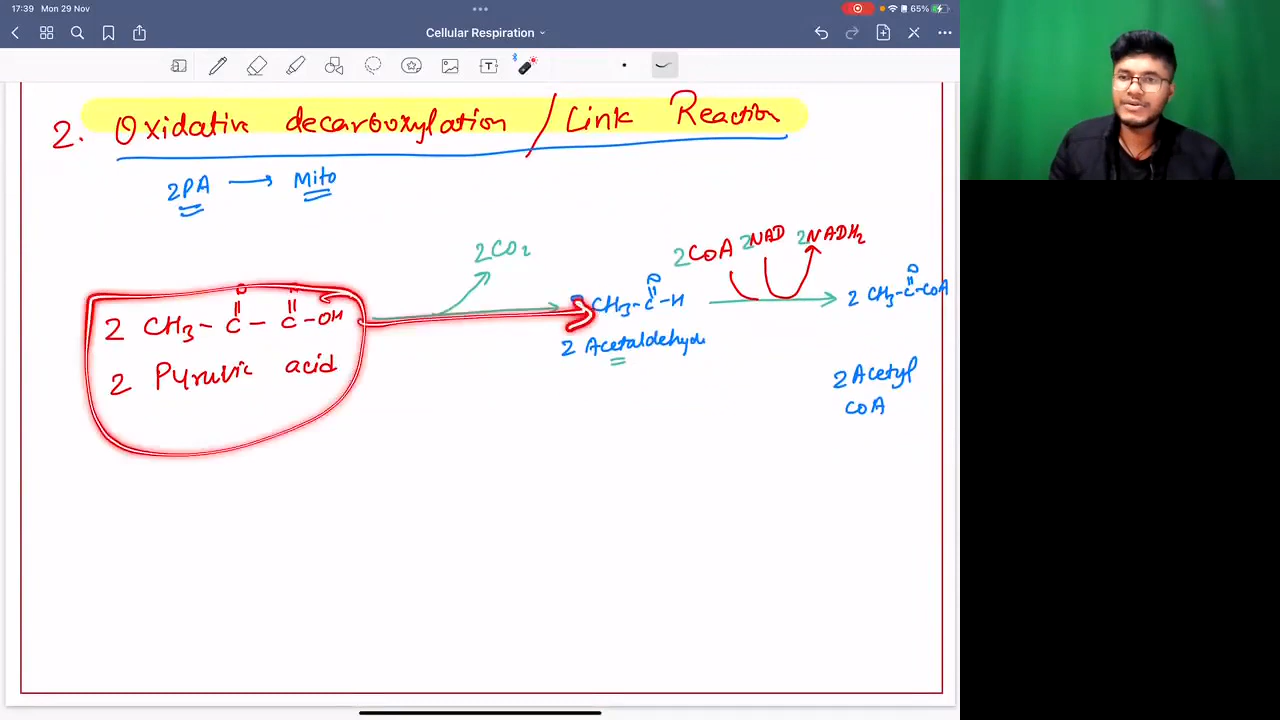 17:39 Mon 29 Nov
65%
Cellular Respiration
2. Oxidative decarboxylation / Link Reaction
2PA → Mito
2CO2
2CoA 2NAD 2NADH2
2 CH3 - C - C - OH
O O
2 Pyruvic acid
CH3 - C - H
O
2 Acetaldehyde
2 CH3 - C - CoA
O
2 Acetyl
CoA